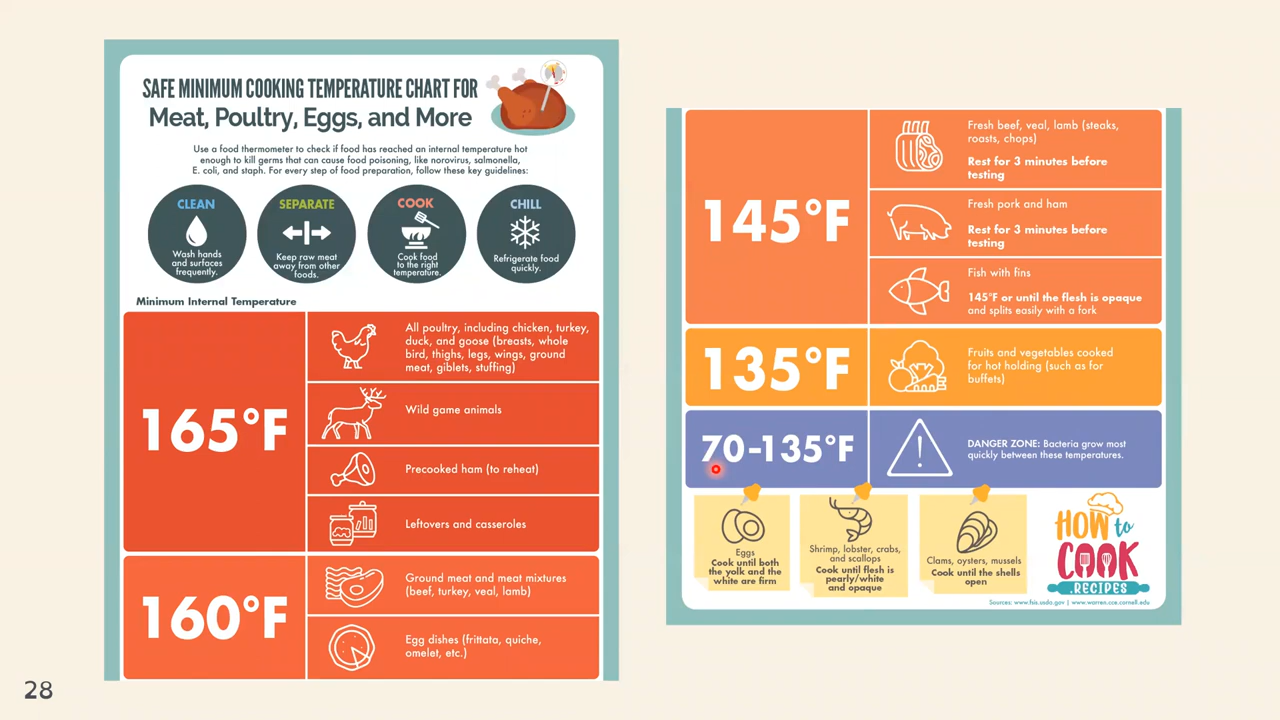 SAFE MINIMUM COOKING TEMPERATURE CHART FOR
Meat, Poultry, Eggs, and More
Use a food thermometer to check if food has reached an internal temperature hot
enough to kill germs that can cause food poisoning, like norovirus, salmonella,
E. coli, and staph. For every step of food preparation, follow these key guidelines:
CLEAN
Wash hands
and surfaces
frequently.
SEPARATE
Keep raw meat
away from other
foods.
COOK
Cook food
to the right
temperature.
CHILL
Refrigerate food
quickly.
Minimum Internal Temperature
165°F
All poultry, including chicken, turkey,
duck, and goose (breasts, whole
bird, thighs, legs, wings, ground
meat, giblets, stuffing)
Wild game animals
Precooked ham (to reheat)
Leftovers and casseroles
160°F
Ground meat and meat mixtures
(beef, turkey, veal, lamb)
Egg dishes (frittata, quiche,
omelet, etc.)
145°F
Fresh beef, veal, lamb (steaks,
roasts, chops)
Rest for 3 minutes before
testing
Fresh pork and ham
Rest for 3 minutes before
testing
Fish with fins
145°F or until the flesh is opaque
and splits easily with a fork
135°F
Fruits and vegetables cooked
for hot holding (such as for
buffets)
70-135°F
DANGER ZONE: Bacteria grow most
quickly between these temperatures.
Eggs
Cook until both
the yolk and the
white are firm
Shrimp, lobster, crabs,
and scallops
Cook until flesh is
pearly/white
and opaque
Clams, oysters, mussels
Cook until the shells
open
HOW to
COOK
.RECIPES
Sources: www.fsis.usda.gov | www.warren.cce.cornell.edu
28